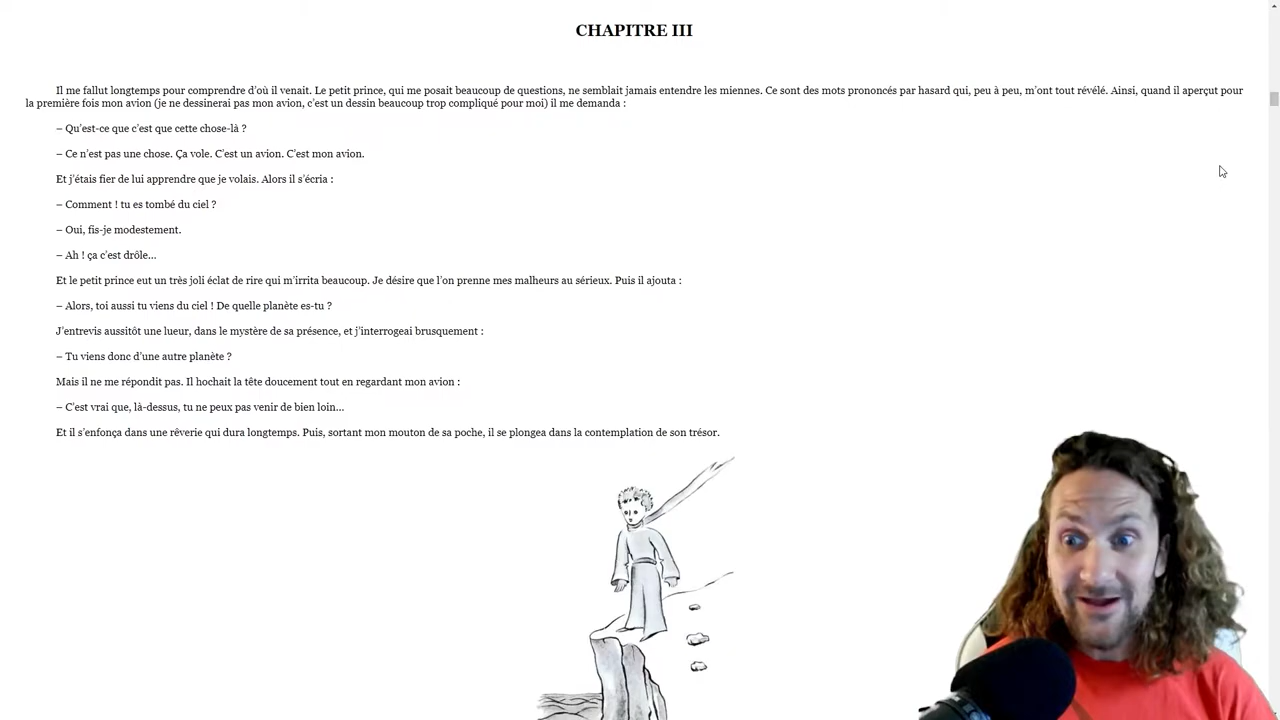 CHAPITRE III
Il me fallut longtemps pour comprendre d’où il venait. Le petit prince, qui me posait beaucoup de questions, ne semblait jamais entendre les miennes. Ce sont des mots prononcés par hasard qui, peu à peu, m’ont tout révélé. Ainsi, quand il aperçut pour
la première fois mon avion (je ne dessinerai pas mon avion, c’est un dessin beaucoup trop compliqué pour moi) il me demanda :
– Qu’est-ce que c’est que cette chose-là ?
– Ce n’est pas une chose. Ça vole. C’est un avion. C’est mon avion.
Et j’étais fier de lui apprendre que je volais. Alors il s’écria :
– Comment ! tu es tombé du ciel ?
– Oui, fis-je modestement.
– Ah ! ça c’est drôle…
Et le petit prince eut un très joli éclat de rire qui m’irrita beaucoup. Je désire que l’on prenne mes malheurs au sérieux. Puis il ajouta :
– Alors, toi aussi tu viens du ciel ! De quelle planète es-tu ?
J’entrevis aussitôt une lueur, dans le mystère de sa présence, et j’interrogeai brusquement :
– Tu viens donc d’une autre planète ?
Mais il ne me répondit pas. Il hochait la tête doucement tout en regardant mon avion :
– C’est vrai que, là-dessus, tu ne peux pas venir de bien loin…
Et il s’enfonça dans une rêverie qui dura longtemps. Puis, sortant mon mouton de sa poche, il se plongea dans la contemplation de son trésor.